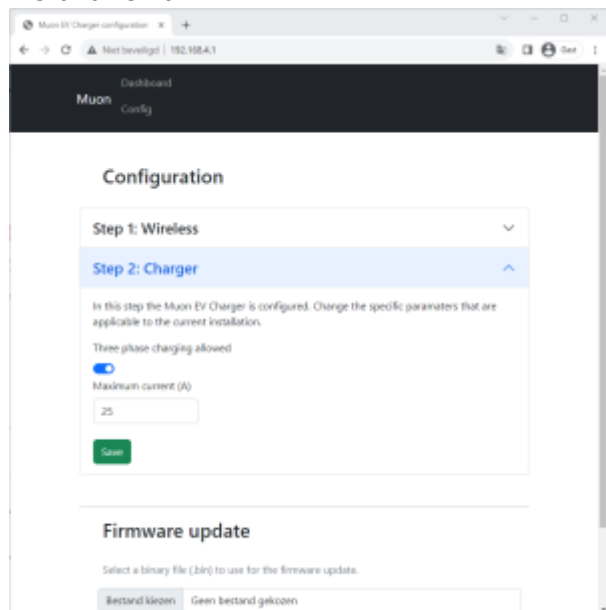 Muon EV Charger configuration
Niet beveiligd | 192.168.4.1
Gast
Dashboard
Muon
Config
Configuration
Step 1: Wireless
Step 2: Charger
In this step the Muon EV Charger is configured. Change the specific paramaters that are
applicable to the current installation.
Three phase charging allowed
Maximum current (A)
25
Save
Firmware update
Select a binary file (.bin) to use for the firmware update.
Bestand kiezen Geen bestand gekozen